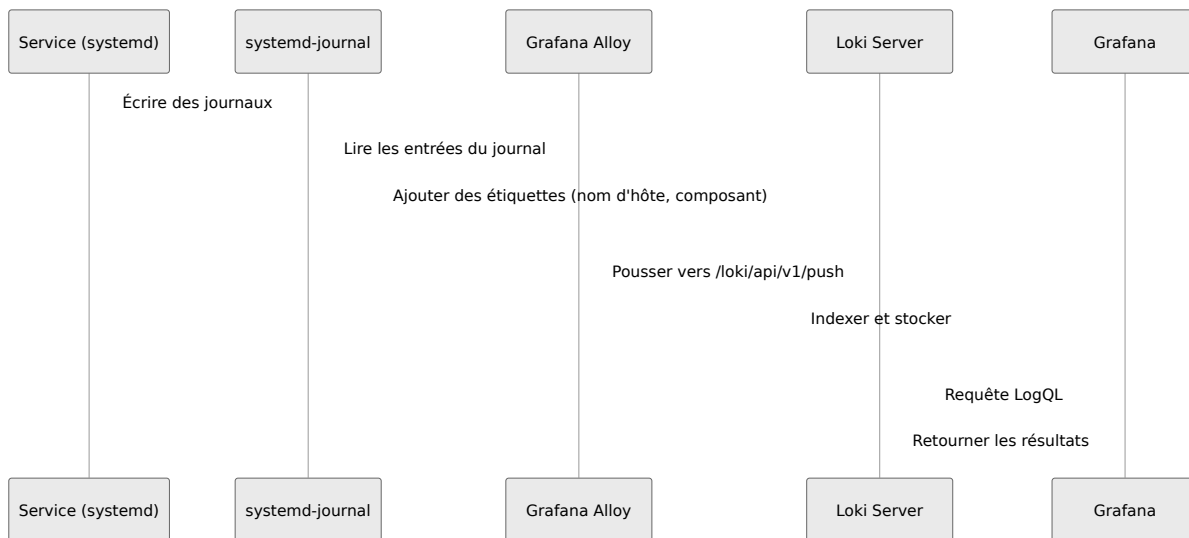 Service (systemd)
systemd-journal
Grafana Alloy
Loki Server
Grafana
Écrire des journaux
Lire les entrées du journal
Ajouter des étiquettes (nom d'hôte, composant)
Pousser vers /loki/api/v1/push
Indexer et stocker
Requête LogQL
Retourner les résultats
Service (systemd)
systemd-journal
Grafana Alloy
Loki Server
Grafana